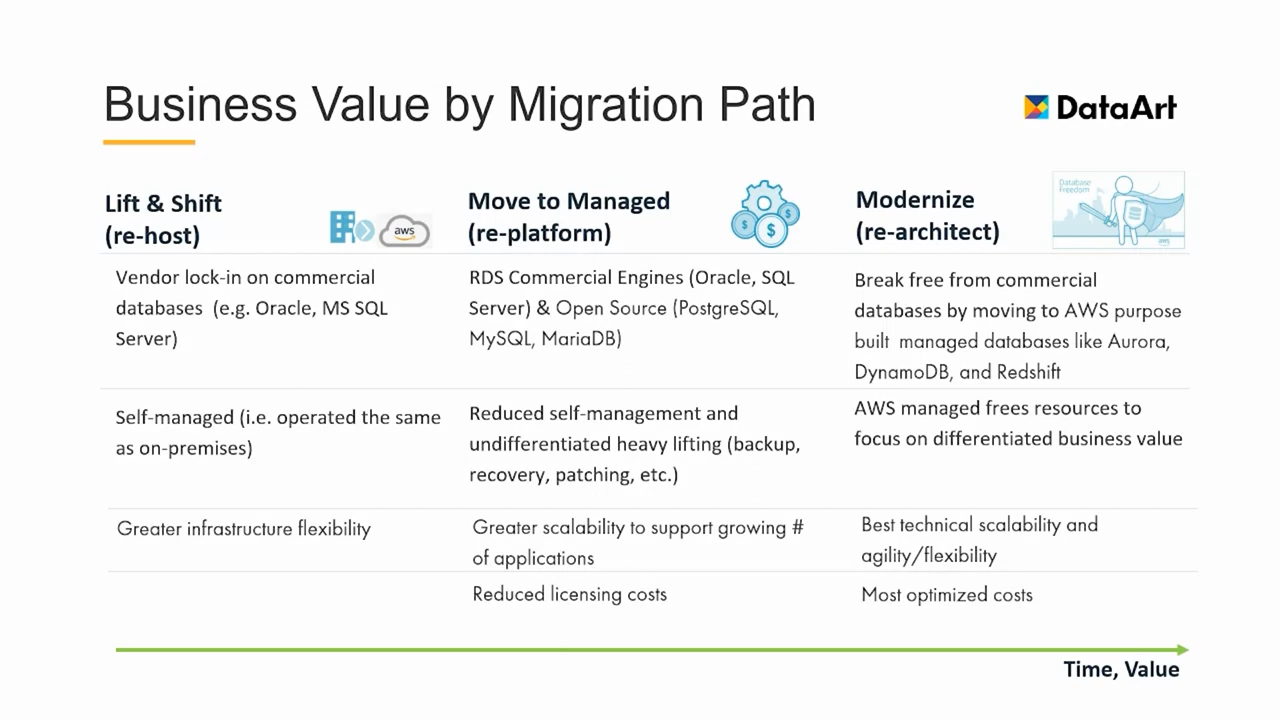 Business Value by Migration Path
DataArt
Lift & Shift
(re-host)
aws
Move to Managed
(re-platform)
Modernize
(re-architect)
Database
Freedom
aws
Vendor lock-in on commercial
databases (e.g. Oracle, MS SQL
Server)
RDS Commercial Engines (Oracle, SQL
Server) & Open Source (PostgreSQL,
MySQL, MariaDB)
Break free from commercial
databases by moving to AWS purpose
built managed databases like Aurora,
DynamoDB, and Redshift
Self-managed (i.e. operated the same
as on-premises)
Reduced self-management and
undifferentiated heavy lifting (backup,
recovery, patching, etc.)
AWS managed frees resources to
focus on differentiated business value
Greater infrastructure flexibility
Greater scalability to support growing #
of applications
Best technical scalability and
agility/flexibility
Reduced licensing costs
Most optimized costs
Time, Value